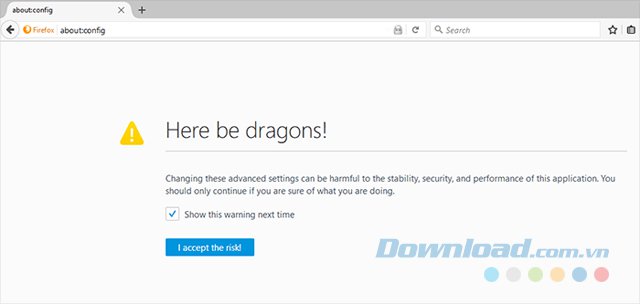 about:config
Firefox about:config Search
Here be dragons!
Changing these advanced settings can be harmful to the stability, security, and performance of this application. You
should only continue if you are sure of what you are doing.
Show this warning next time
I accept the risk!
Download.com.vn